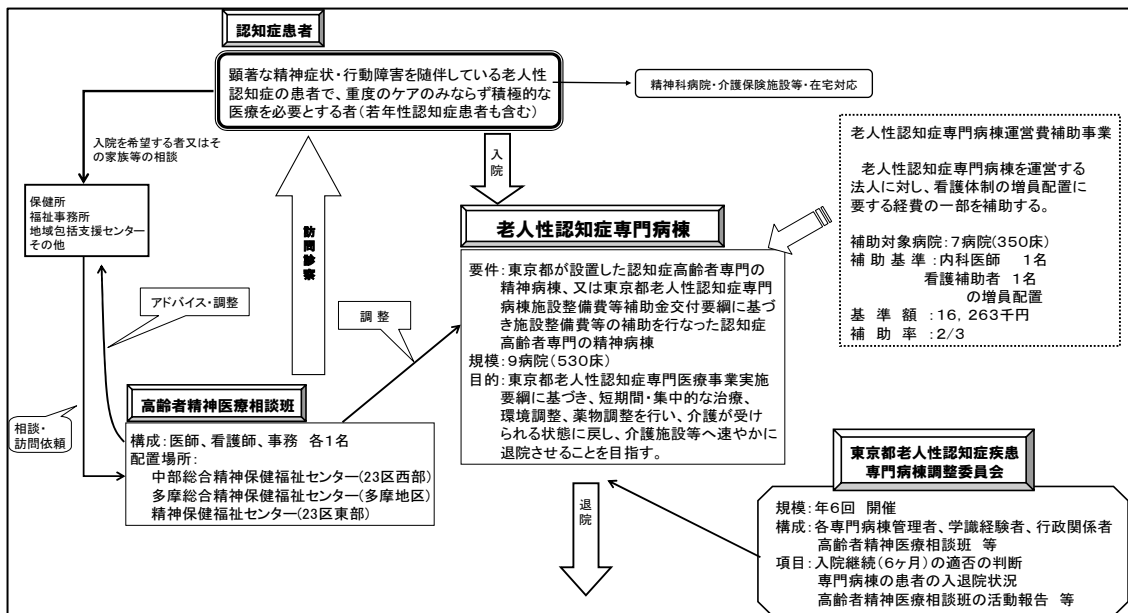 認知症患者
顕著な精神症状・行動障害を随伴している老人性
認知症の患者で、重度のケアのみならず積極的な
医療を必要とする者(若年性認知症患者も含む)
精神科病院・介護保険施設等・在宅対応
入院を希望する者又はそ
の家族等の相談
保健所
福祉事務所
地域包括支援センター
その他
アドバイス・調整
相談・
訪問依頼
訪問診察
調 整
入院
高齢者精神医療相談班
構成:医師、看護師、事務 各1名
配置場所:
中部総合精神保健福祉センター(23区西部)
多摩総合精神保健福祉センター(多摩地区)
精神保健福祉センター(23区東部)
老人性認知症専門病棟
要件:東京都が設置した認知症高齢者専門の
精神病棟、又は東京都老人性認知症専門
病棟施設整備費等補助金交付要綱に基づ
き施設整備費等の補助を行なった認知症
高齢者専門の精神病棟
規模:9病院(530床)
目的:東京都老人性認知症専門医療事業実施
要綱に基づき、短期間・集中的な治療、
環境調整、薬物調整を行い、介護が受け
られる状態に戻し、介護施設等へ速やかに
退院させることを目指す。
退院
老人性認知症専門病棟運営費補助事業
老人性認知症専門病棟を運営する
法人に対し、看護体制の増員配置に
要する経費の一部を補助する。
補助対象病院:7病院(350床)
補 助 基 準:内科医師 1名
看護補助者 1名
の増員配置
基 準 額:16, 263千円
補 助 率:2/3
東京都老人性認知症疾患
専門病棟調整委員会
規模:年6回 開催
構成:各専門病棟管理者、学識経験者、行政関係者
高齢者精神医療相談班 等
項目:入院継続(6ヶ月)の適否の判断
専門病棟の患者の入退院状況
高齢者精神医療相談班の活動報告 等